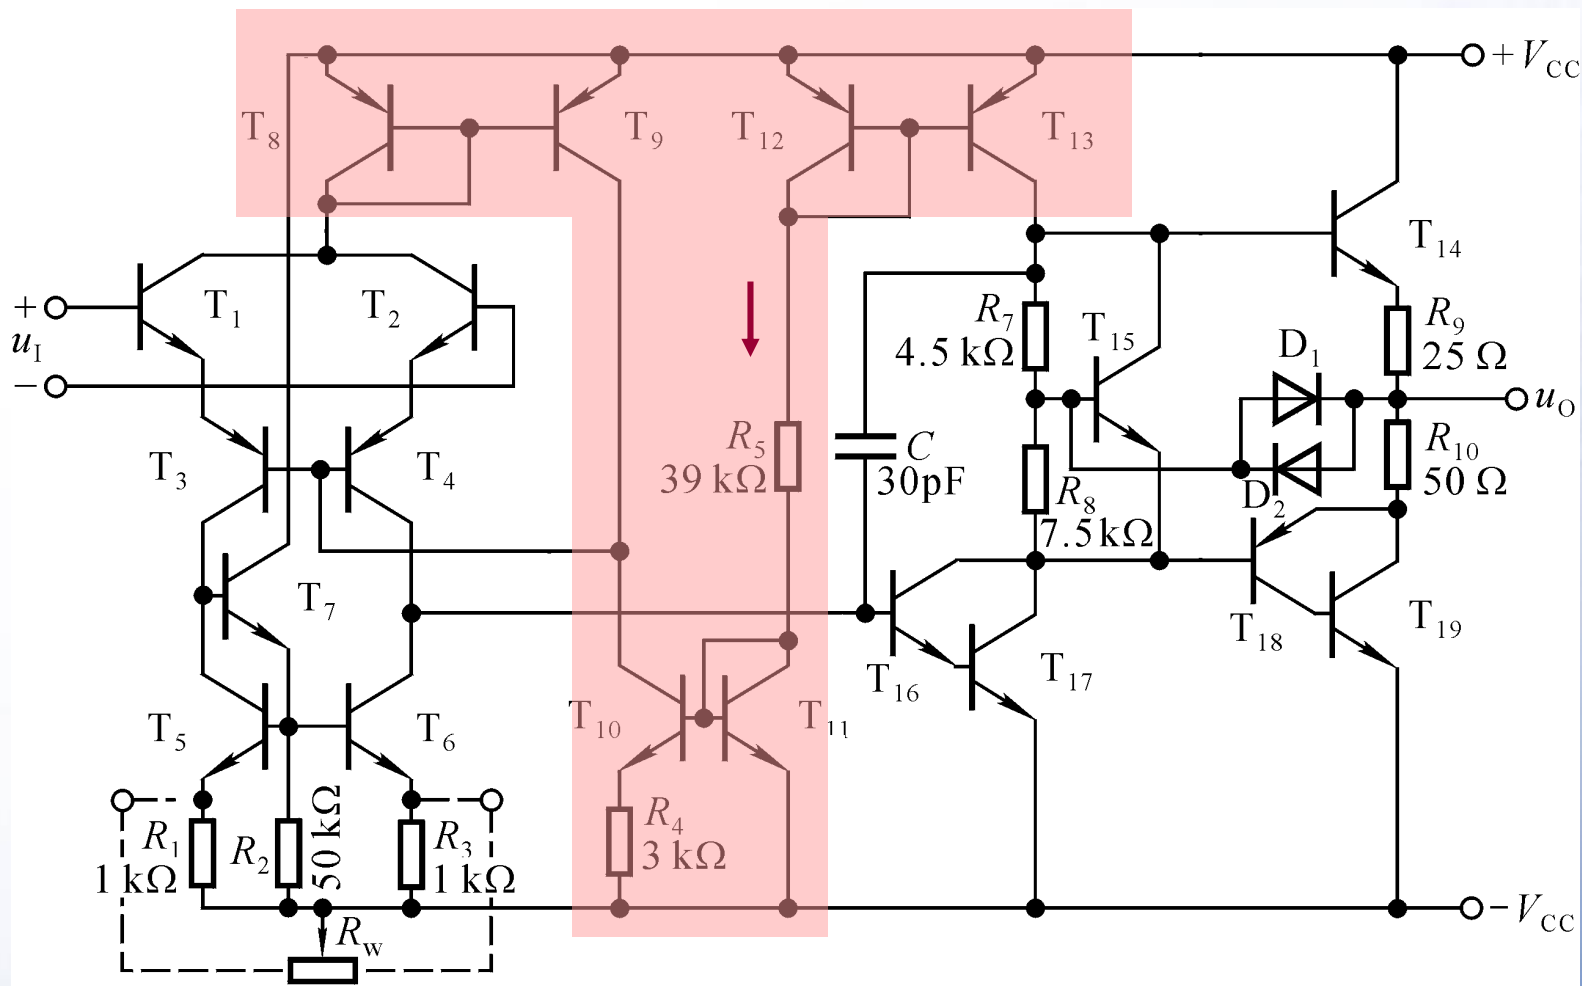 +V_CC
T_8
T_9
T_12
T_13
T_14
+
u_I
−
T_1
T_2
R_7
4.5 kΩ
T_15
D_1
R_9
25 Ω
u_O
T_3
T_4
R_5
39 kΩ
C
30pF
R_8
7.5kΩ
D_2
R_10
50 Ω
T_7
T_16
T_17
T_18
T_19
T_5
T_6
T_10
T_11
R_1
1 kΩ
R_2
50 kΩ
R_3
1 kΩ
R_4
3 kΩ
R_w
−V_CC